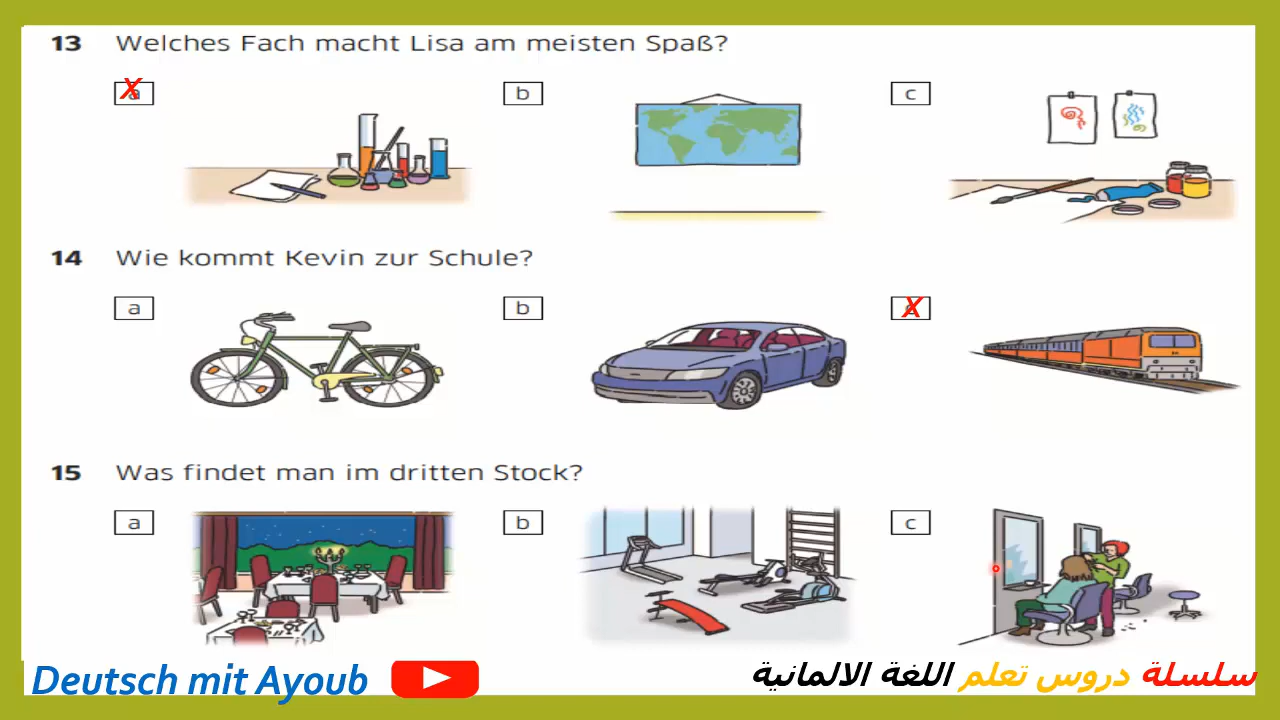 13 Welches Fach macht Lisa am meisten Spaß?
a b c
14 Wie kommt Kevin zur Schule?
a b c
15 Was findet man im dritten Stock?
a b c
Deutsch mit Ayoub
سلسلة دروس تعلم اللغة الالمانية